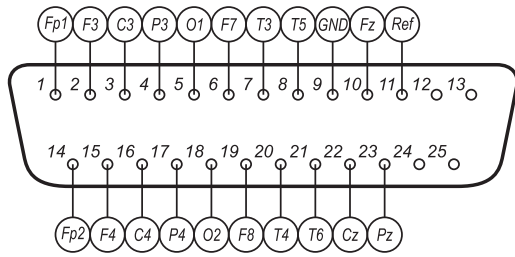 Fp1 F3 C3 P3 O1 F7 T3 T5 GND Fz Ref
1 2 3 4 5 6 7 8 9 10 11 12 13
14 15 16 17 18 19 20 21 22 23 24 25
Fp2 F4 C4 P4 O2 F8 T4 T6 Cz Pz